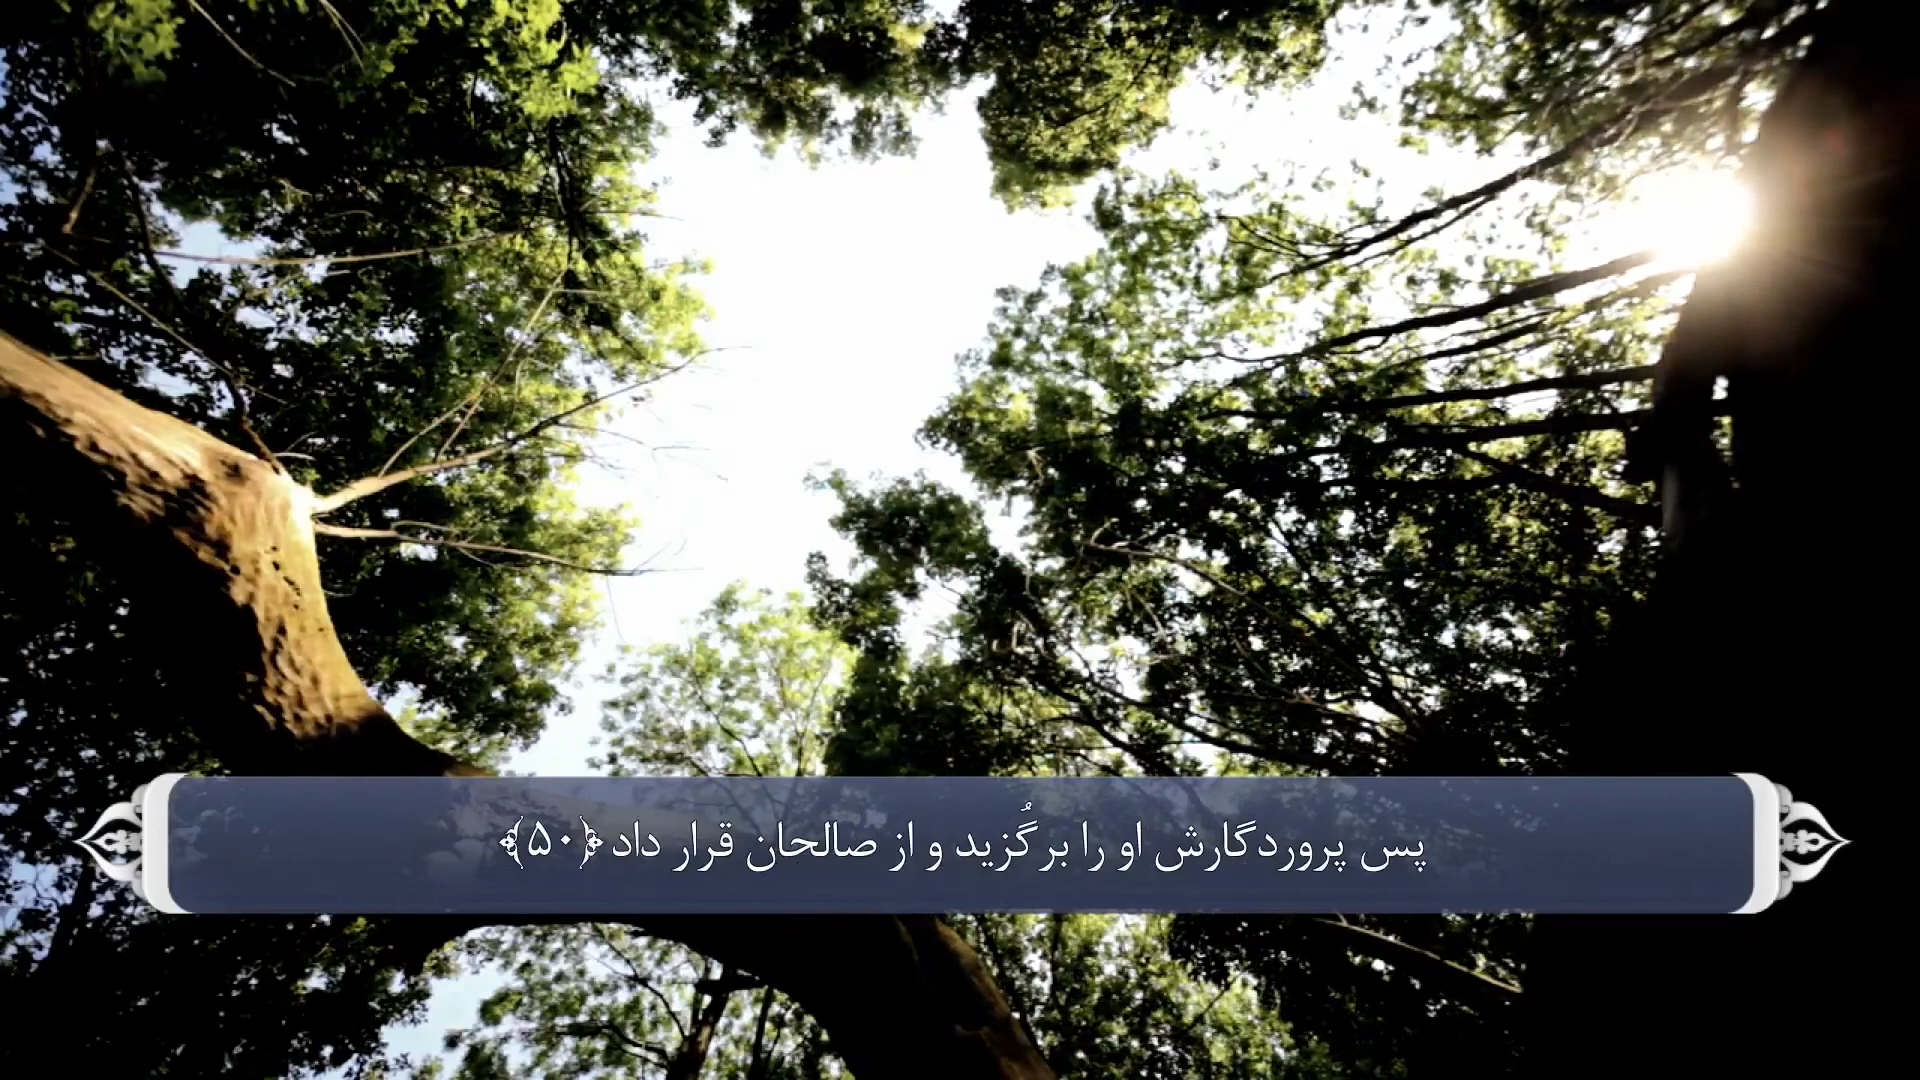 پس پروردگارش او را برگُزید و از صالحان قرار داد ﴿۵۰﴾